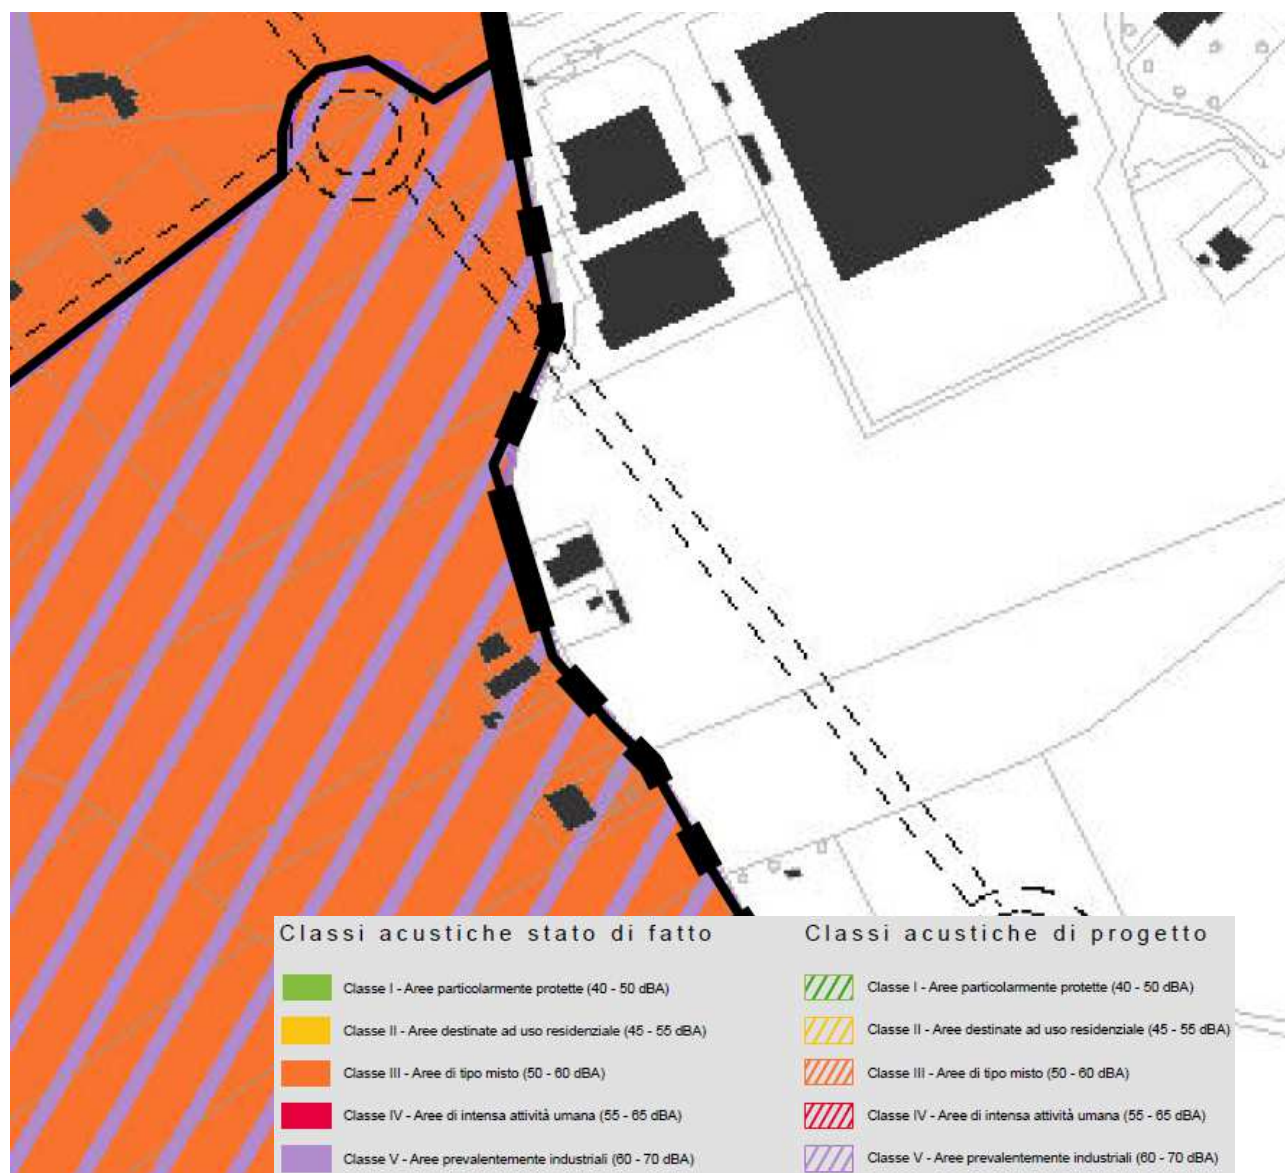 Classi acustiche stato di fatto
Classe I - Aree particolarmente protette (40 - 50 dBA)
Classe II - Aree destinate ad uso residenziale (45 - 55 dBA)
Classe III - Aree di tipo misto (50 - 60 dBA)
Classe IV - Aree di intensa attività umana (55 - 65 dBA)
Classe V - Aree prevalentemente industriali (60 - 70 dBA)
Classi acustiche di progetto
Classe I - Aree particolarmente protette (40 - 50 dBA)
Classe II - Aree destinate ad uso residenziale (45 - 55 dBA)
Classe III - Aree di tipo misto (50 - 60 dBA)
Classe IV - Aree di intensa attività umana (55 - 65 dBA)
Classe V - Aree prevalentemente industriali (60 - 70 dBA)